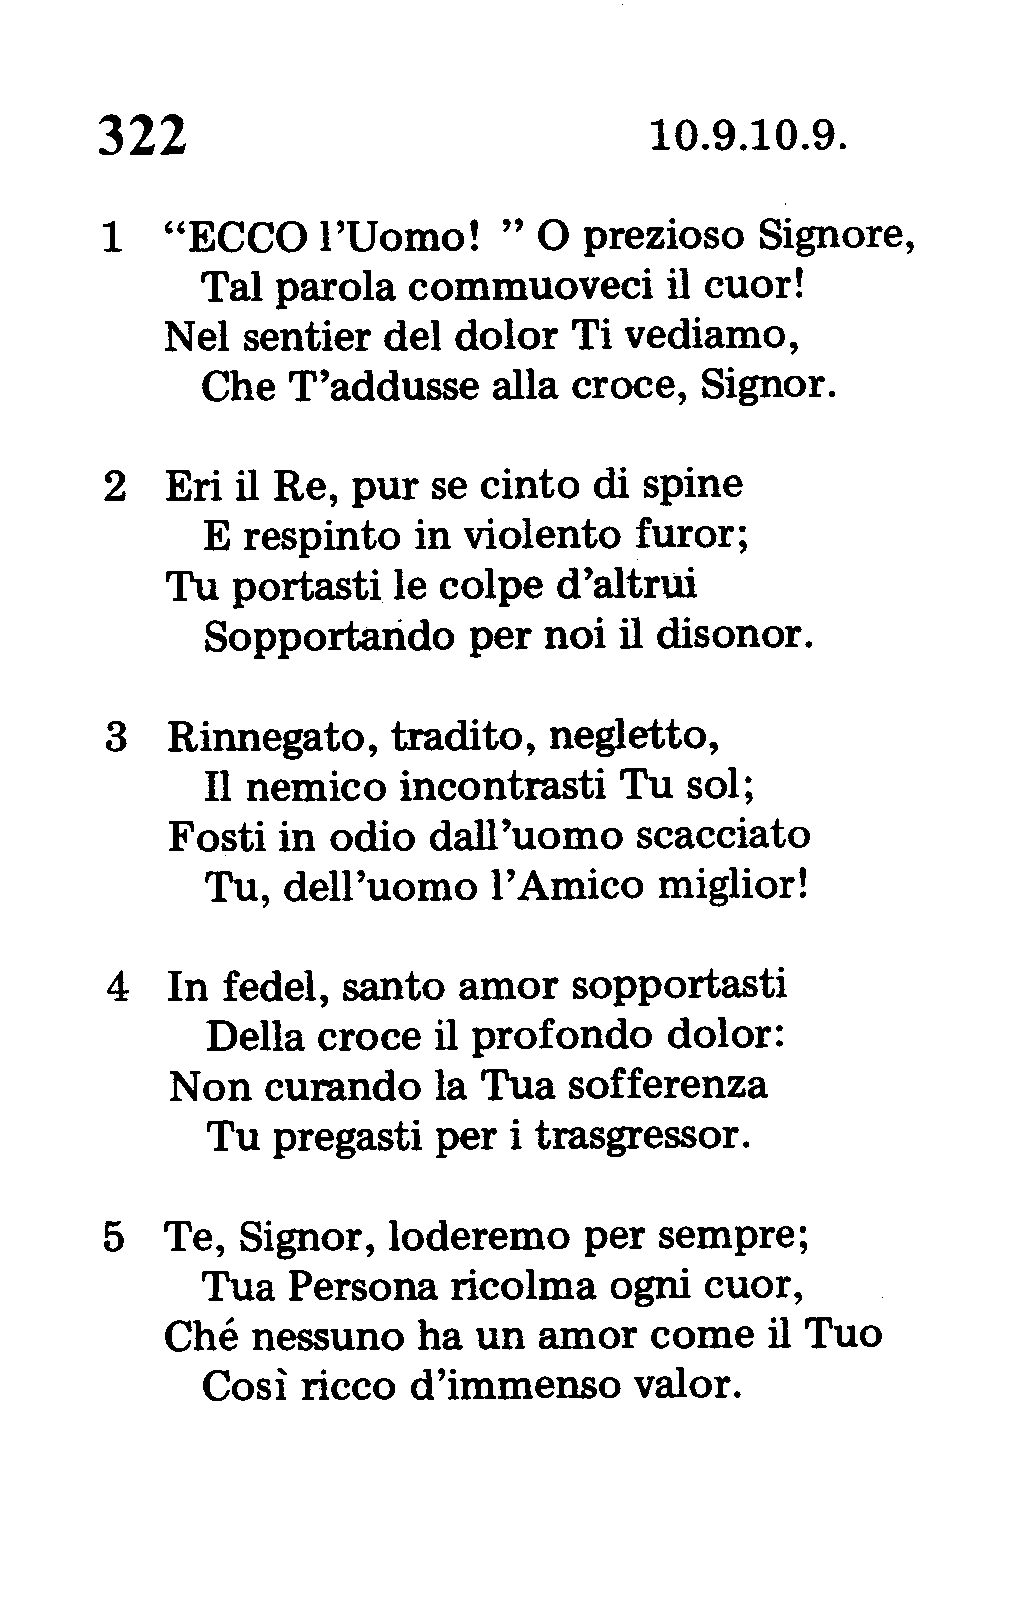 322 10.9.10.9.
1 “ECCO l’Uomo! ” O prezioso Signore,
Tal parola commuoveci il cuor!
Nel sentier del dolor Ti vediamo,
Che T’addusse alla croce, Signor.
2 Eri il Re, pur se cinto di spine
E respinto in violento furor;
Tu portasti le colpe d’altrui
Sopportando per noi il disonor.
3 Rinnegato, tradito, negletto,
Il nemico incontrasti Tu sol;
Fosti in odio dall’uomo scacciato
Tu, dell’uomo l’Amico miglior!
4 In fedel, santo amor sopportasti
Della croce il profondo dolor:
Non curando la Tua sofferenza
Tu pregasti per i trasgressor.
5 Te, Signor, loderemo per sempre;
Tua Persona ricolma ogni cuor,
Ché nessuno ha un amor come il Tuo
Così ricco d’immenso valor.